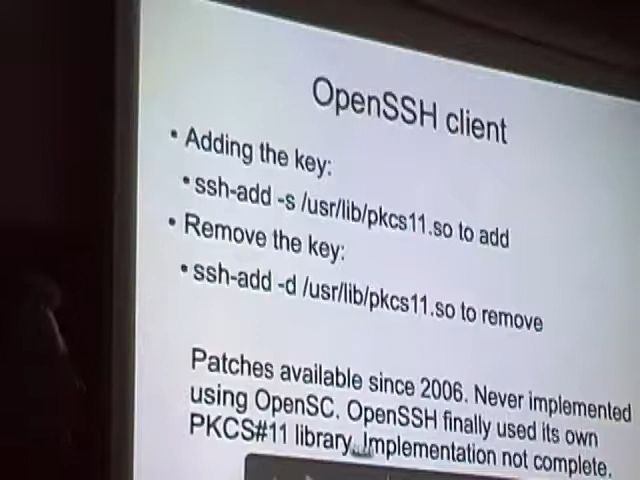 OpenSSH client
• Adding the key:
• ssh-add -s /usr/lib/pkcs11.so to add
• Remove the key:
• ssh-add -d /usr/lib/pkcs11.so to remove
Patches available since 2006. Never implemented
using OpenSC. OpenSSH finally used its own
PKCS#11 library. Implementation not complete.